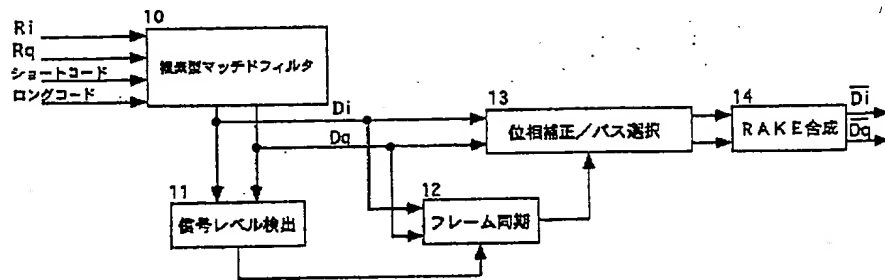 10
Ri
Rq
ショートコード
ロングコード
複素型マッチドフィルタ
Di
Dq
13
位相補正/パス選択
14
RAKE合成
Di
Dq
11
信号レベル検出
12
フレーム同期